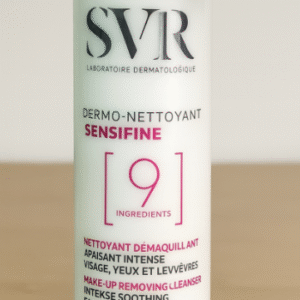 SVR
LABORATOIRE DERMATOLOGIQUE
DERMO-NETTOYANT
SENSIFINE
[9
INGREDIENTS]
NETTOYANT DÉMAQUILLANT
APAISANT INTENSE
VISAGE, YEUX ET LEVVÈVRES
MAKE-UP REMOVING CLEANSER
INTEKSE SOOTHING